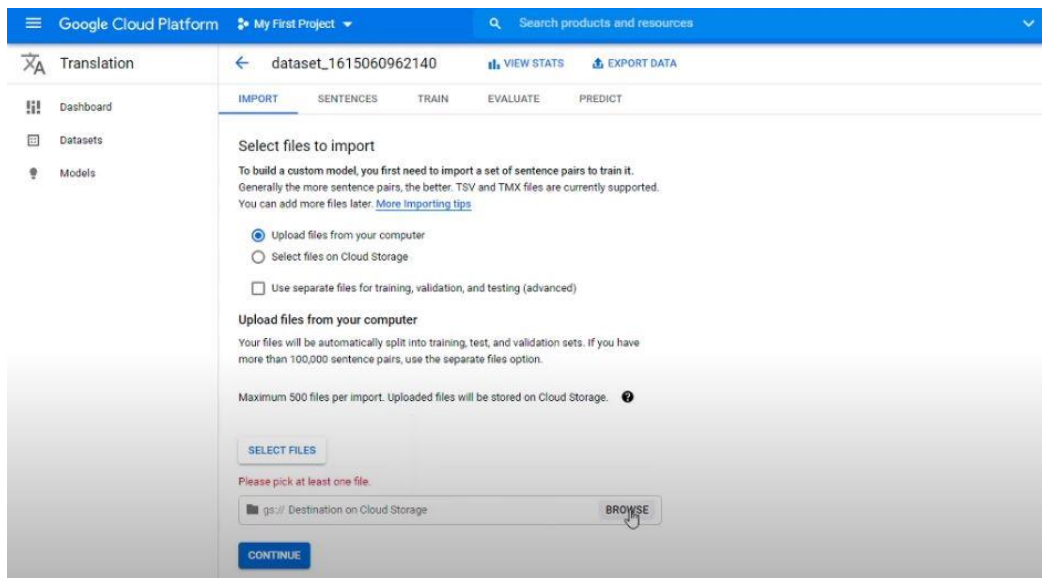 Google Cloud Platform My First Project Search products and resources
Translation dataset_1615060962140 VIEW STATS EXPORT DATA
Dashboard
Datasets
Models
IMPORT SENTENCES TRAIN EVALUATE PREDICT
Select files to import
To build a custom model, you first need to import a set of sentence pairs to train it.
Generally the more sentence pairs, the better. TSV and TMX files are currently supported.
You can add more files later. More Importing tips
Upload files from your computer
Select files on Cloud Storage
Use separate files for training, validation, and testing (advanced)
Upload files from your computer
Your files will be automatically split into training, test, and validation sets. If you have
more than 100,000 sentence pairs, use the separate files option.
Maximum 500 files per import. Uploaded files will be stored on Cloud Storage. ?
SELECT FILES
Please pick at least one file.
gs:// Destination on Cloud Storage BROWSE
CONTINUE